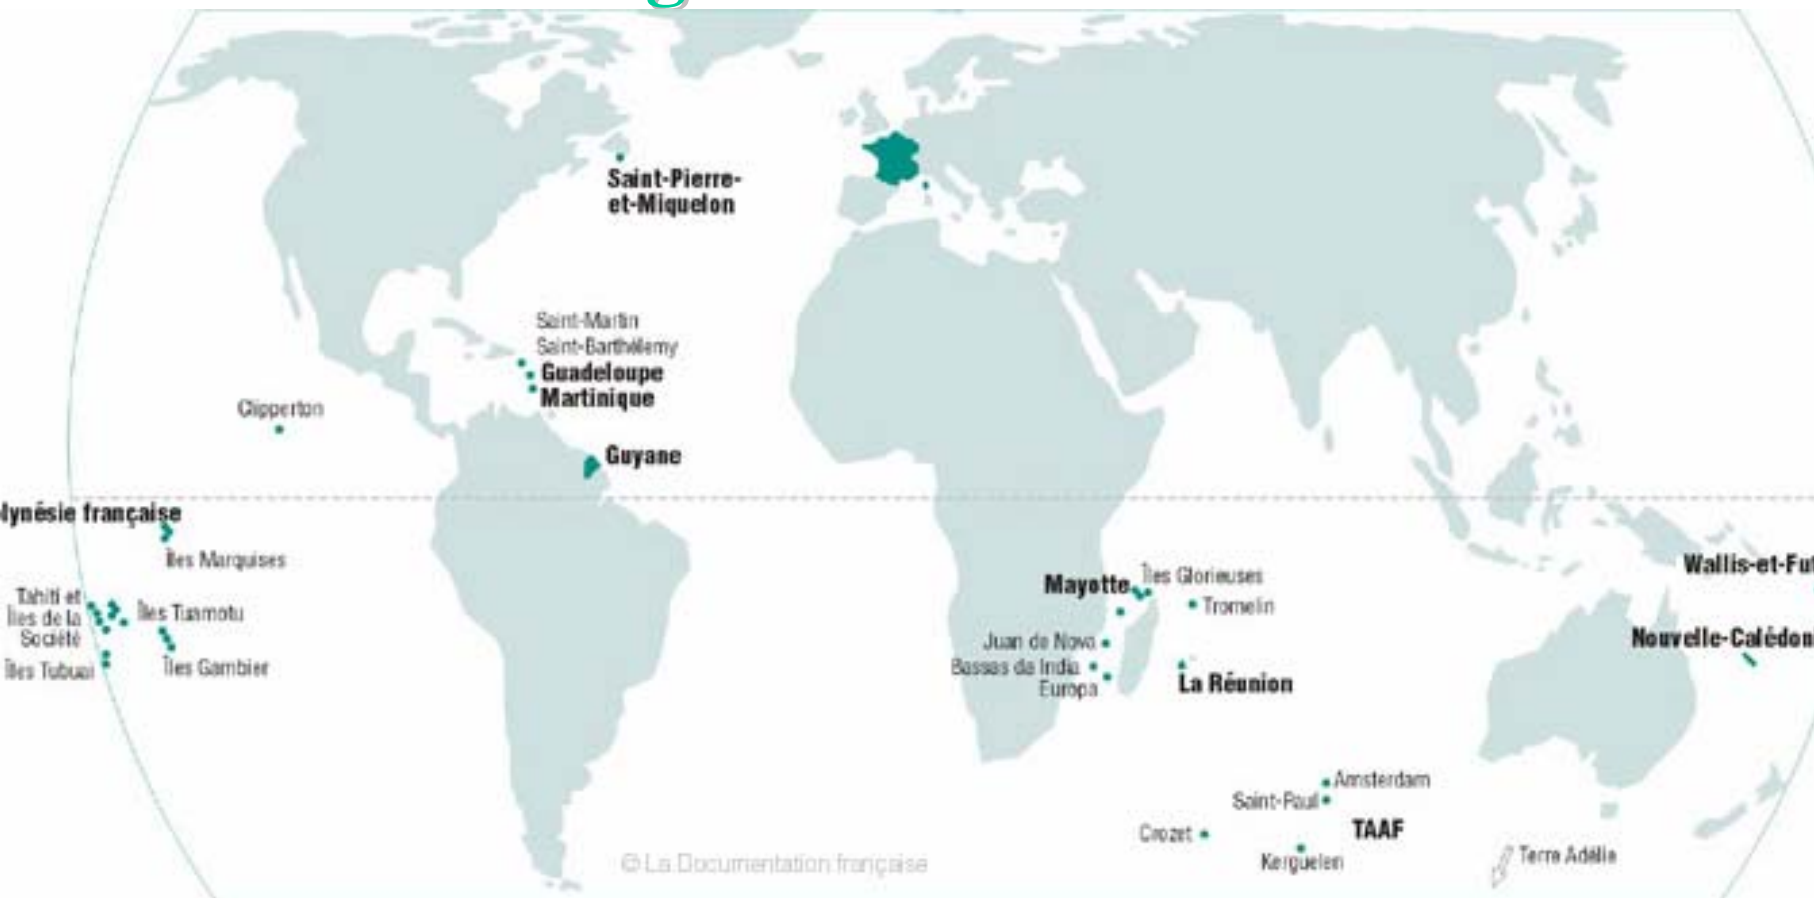 Saint-Pierre-
et-Miquelon
Saint-Martin
Saint-Barthélemy
Guadeloupe
Martinique
Clipperton
Guyane
lynésie française
Îles Marquises
Tahiti et
Îles de la
Société
Îles Tuamotu
Îles Tubuai
Îles Gambier
Mayotte
Îles Glorieuses
Tromelin
Juan de Nova
Bassas da India
Europa
La Réunion
Wallis-et-Fut
Nouvelle-Calédon
Amsterdam
Saint-Paul
TAAF
Crozet
Kerguelen
Terre Adélie
© La Documentation française